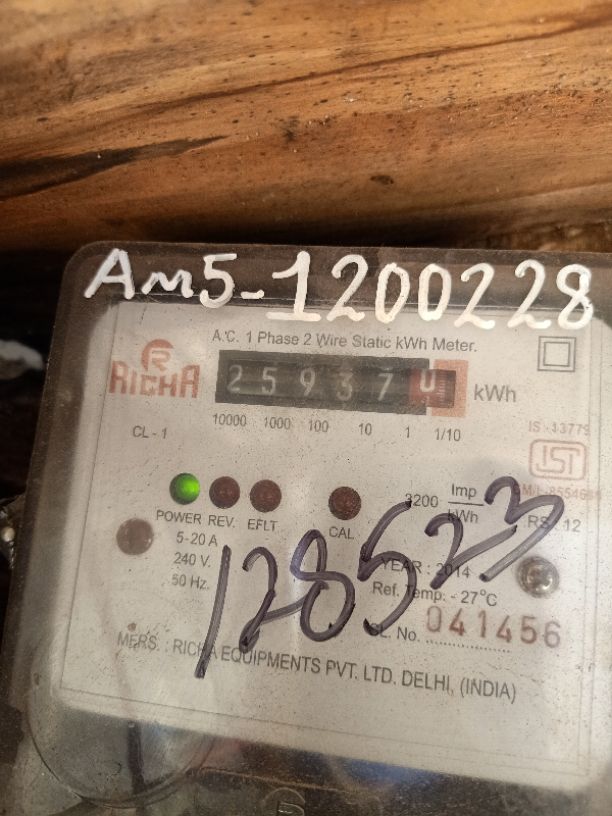 Am5-1200228
A.C. 1 Phase 2 Wire Static kWh Meter.
R
RICHA
2 5 9 3 7 0 kWh
10000 1000 100 10 1 1/10
CL - 1
IS - 13779
ISI
3200 Imp/kWh
RS 12
POWER REV. EFLT CAL
5-20 A
240 V.
50 Hz.
YEAR : 2014
Ref. Temp: - 27°C
128523
SL. No. 041456
MFRS. : RICHA EQUIPMENTS PVT. LTD. DELHI, (INDIA)